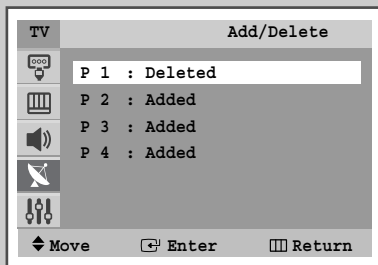 TV Add/Delete
P 1 : Deleted
P 2 : Added
P 3 : Added
P 4 : Added
Move Enter Return